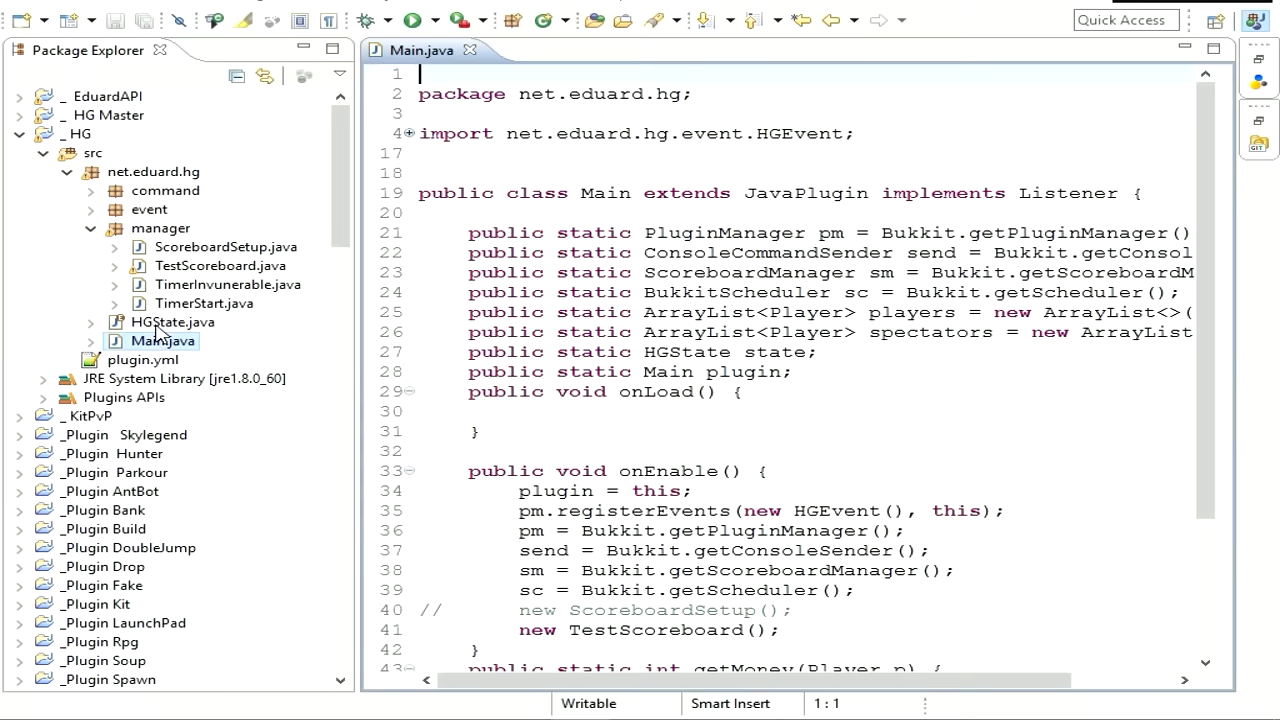 Quick Access
Package Explorer
_ EduardAPI
_ HG Master
_ HG
src
net.eduard.hg
command
event
manager
ScoreboardSetup.java
TestScoreboard.java
TimerInvunerable.java
TimerStart.java
HGState.java
Main.java
plugin.yml
JRE System Library [jre1.8.0_60]
Plugins APIs
_KitPvP
_Plugin Skylegend
_Plugin Hunter
_Plugin Parkour
_Plugin AntBot
_Plugin Bank
_Plugin Build
_Plugin DoubleJump
_Plugin Drop
_Plugin Fake
_Plugin Kit
_Plugin LaunchPad
_Plugin Rpg
_Plugin Soup
_Plugin Spawn
Main.java
1
2 package net.eduard.hg;
3
4 import net.eduard.hg.event.HGEvent;
17
18
19 public class Main extends JavaPlugin implements Listener {
20
21 public static PluginManager pm = Bukkit.getPluginManager()
22 public static ConsoleCommandSender send = Bukkit.getConsol
23 public static ScoreboardManager sm = Bukkit.getScoreboardM
24 public static BukkitScheduler sc = Bukkit.getScheduler();
25 public static ArrayList<Player> players = new ArrayList<>(
26 public static ArrayList<Player> spectators = new ArrayList
27 public static HGState state;
28 public static Main plugin;
29 public void onLoad() {
30
31 }
32
33 public void onEnable() {
34 plugin = this;
35 pm.registerEvents(new HGEvent(), this);
36 pm = Bukkit.getPluginManager();
37 send = Bukkit.getConsoleSender();
38 sm = Bukkit.getScoreboardManager();
39 sc = Bukkit.getScheduler();
40 // new ScoreboardSetup();
41 new TestScoreboard();
42 }
43 public static int getMoney(Player p) {
Writable
Smart Insert
1 : 1